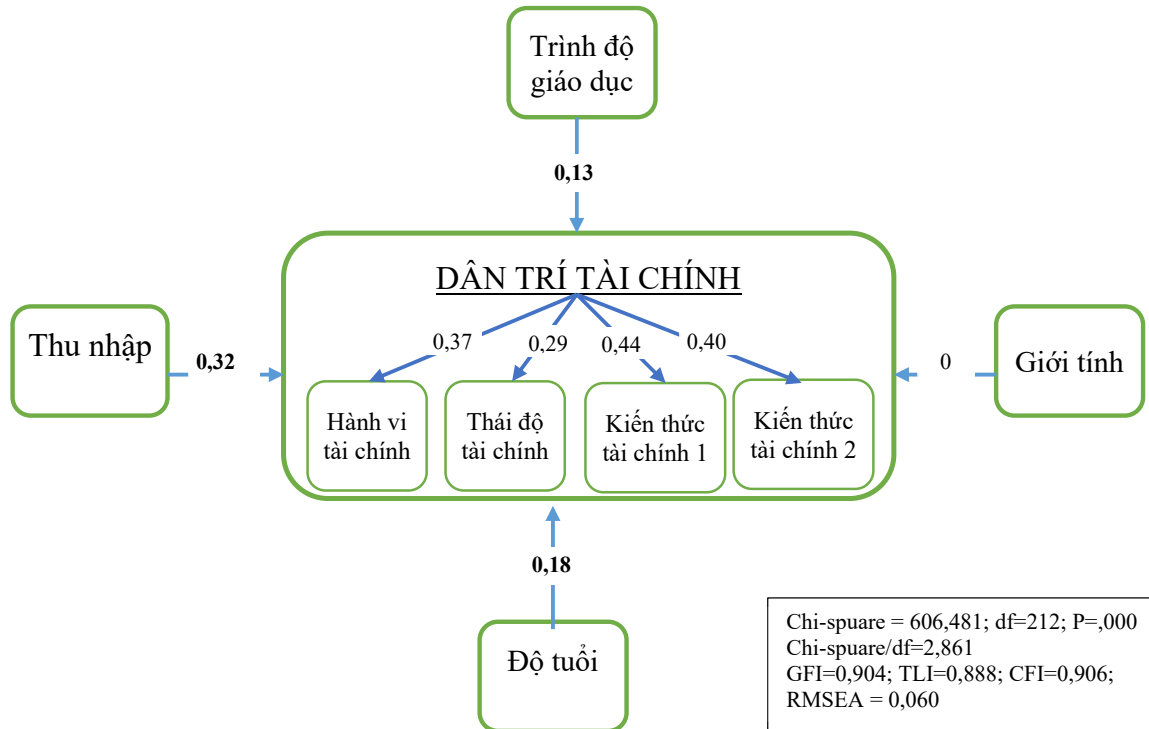 Trình độ
giáo dục
0,13
DÂN TRÍ TÀI CHÍNH
Thu nhập
0,32
0,37
0,29
0,44
0,40
0
Giới tính
Hành vi
tài chính
Thái độ
tài chính
Kiến thức
tài chính 1
Kiến thức
tài chính 2
0,18
Độ tuổi
Chi-spuare = 606,481; df=212; P=,000
Chi-spuare/df=2,861
GFI=0,904; TLI=0,888; CFI=0,906;
RMSEA = 0,060